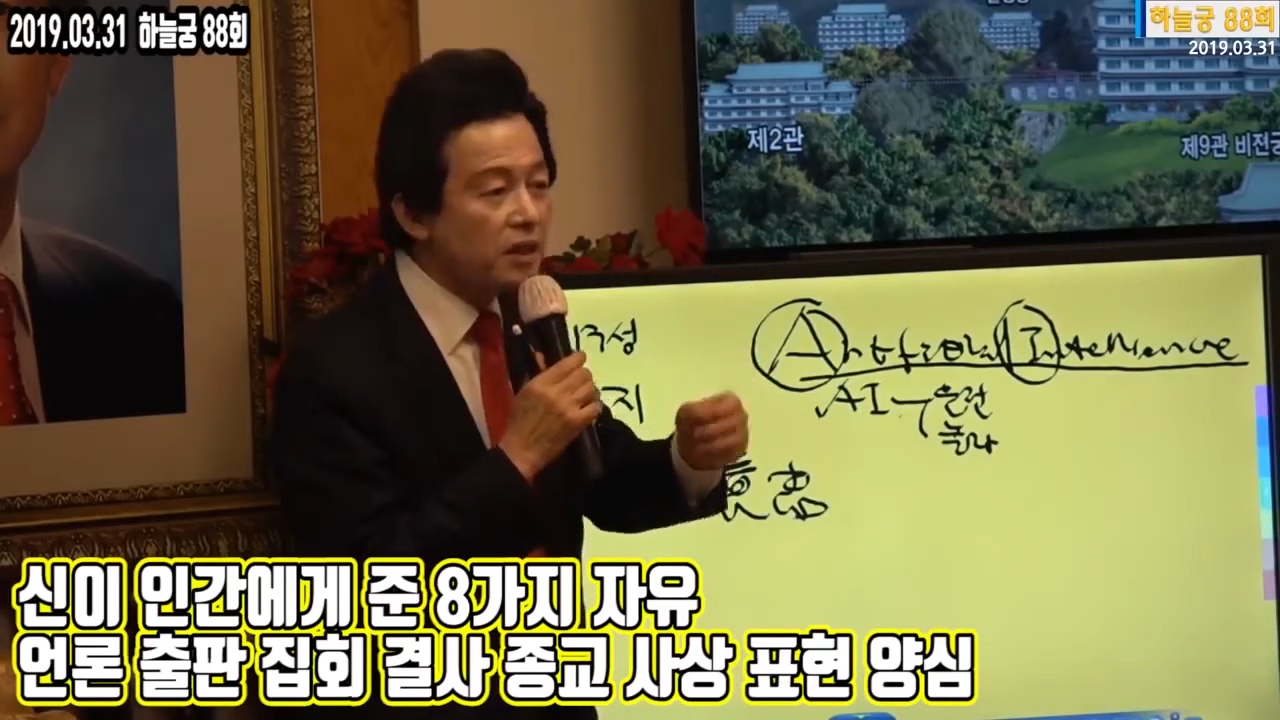 2019.03.31 하늘궁 88회
하늘궁 88회
2019.03.31
제2관
제9관 비전궁
Artificial Intelligence
AI
운전
신이 인간에게 준 8가지 자유
언론 출판 집회 결사 종교 사상 표현 양심